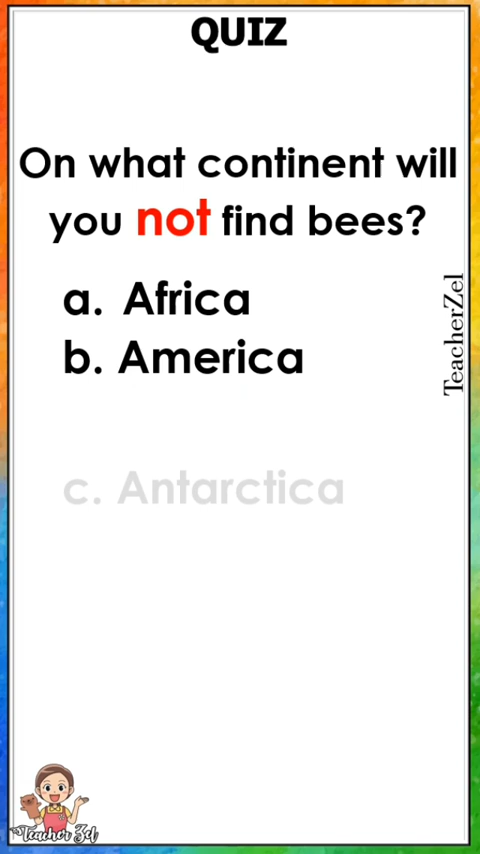 QUIZ
On what continent will
you not find bees?
a. Africa
b. America
c. Antarctica
TeacherZel
Teacher Zel